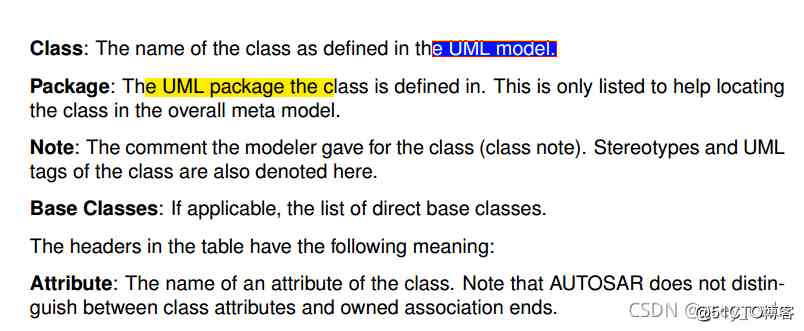 Class: The name of the class as defined in the UML model.
Package: The UML package the class is defined in. This is only listed to help locating
the class in the overall meta model.
Note: The comment the modeler gave for the class (class note). Stereotypes and UML
tags of the class are also denoted here.
Base Classes: If applicable, the list of direct base classes.
The headers in the table have the following meaning:
Attribute: The name of an attribute of the class. Note that AUTOSAR does not distin-
guish between class attributes and owned association ends.
CSDN @51CTO博客